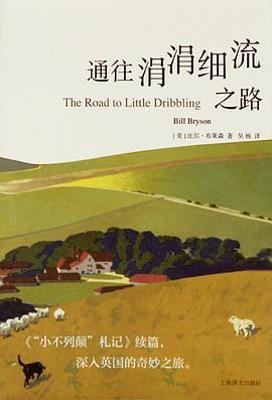 通往涓涓细流
之路
The Road to Little Dribbling
Bill Bryson
[美]比尔·布莱森 著 吴杨 译
《“小不列颠”札记》续篇，
深入英国的奇妙之旅。
上海译文出版社